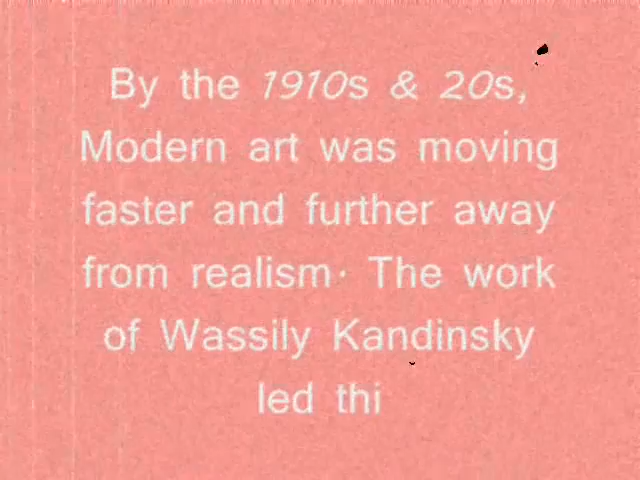 By the 1910s & 20s,
Modern art was moving
faster and further away
from realism. The work
of Wassily Kandinsky
led thi